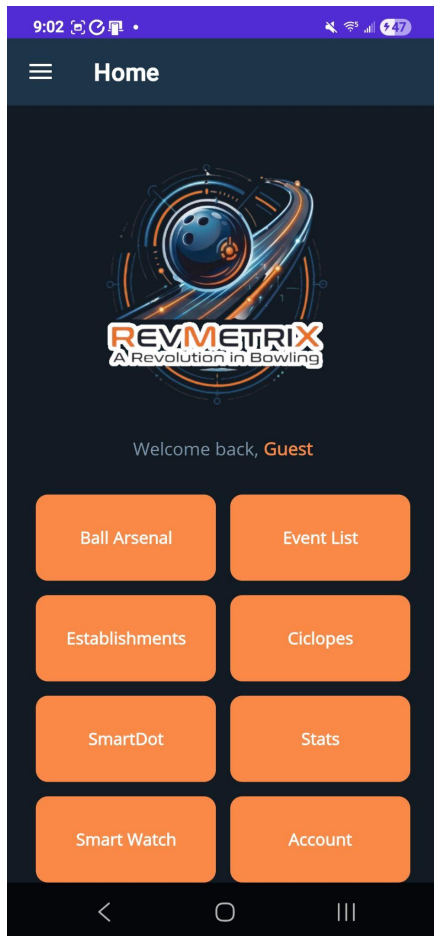 9:02
47
Home
REVMETRIX
A Revolution in Bowling
Welcome back, Guest
Ball Arsenal
Event List
Establishments
Ciclopes
SmartDot
Stats
Smart Watch
Account